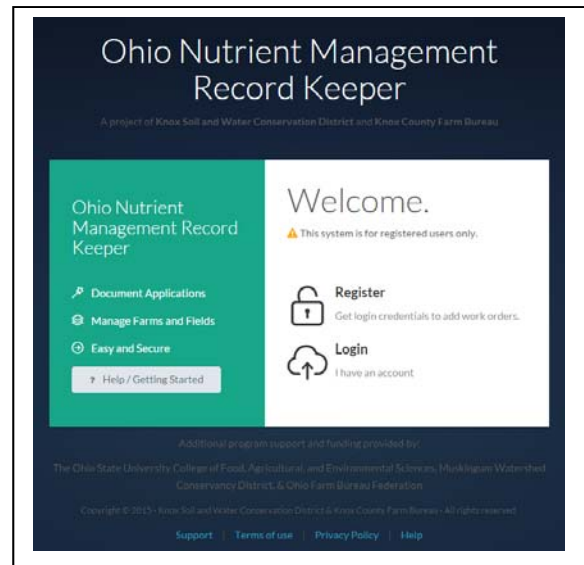 Ohio Nutrient Management
Record Keeper
A project of Knox Soil and Water Conservation District and Knox County Farm Bureau
Ohio Nutrient
Management Record
Keeper
Document Applications
Manage Farms and Fields
Easy and Secure
? Help / Getting Started
Welcome.
This system is for registered users only.
Register
Get login credentials to add work orders.
Login
I have an account
Additional program support and funding provided by:
The Ohio State University College of Food, Agricultural, and Environmental Sciences, Muskingum Watershed
Conservancy District, & Ohio Farm Bureau Federation
Copyright © 2015 - Knox Soil and Water Conservation District & Knox County Farm Bureau - All rights reserved
Support | Terms of use | Privacy Policy | Help